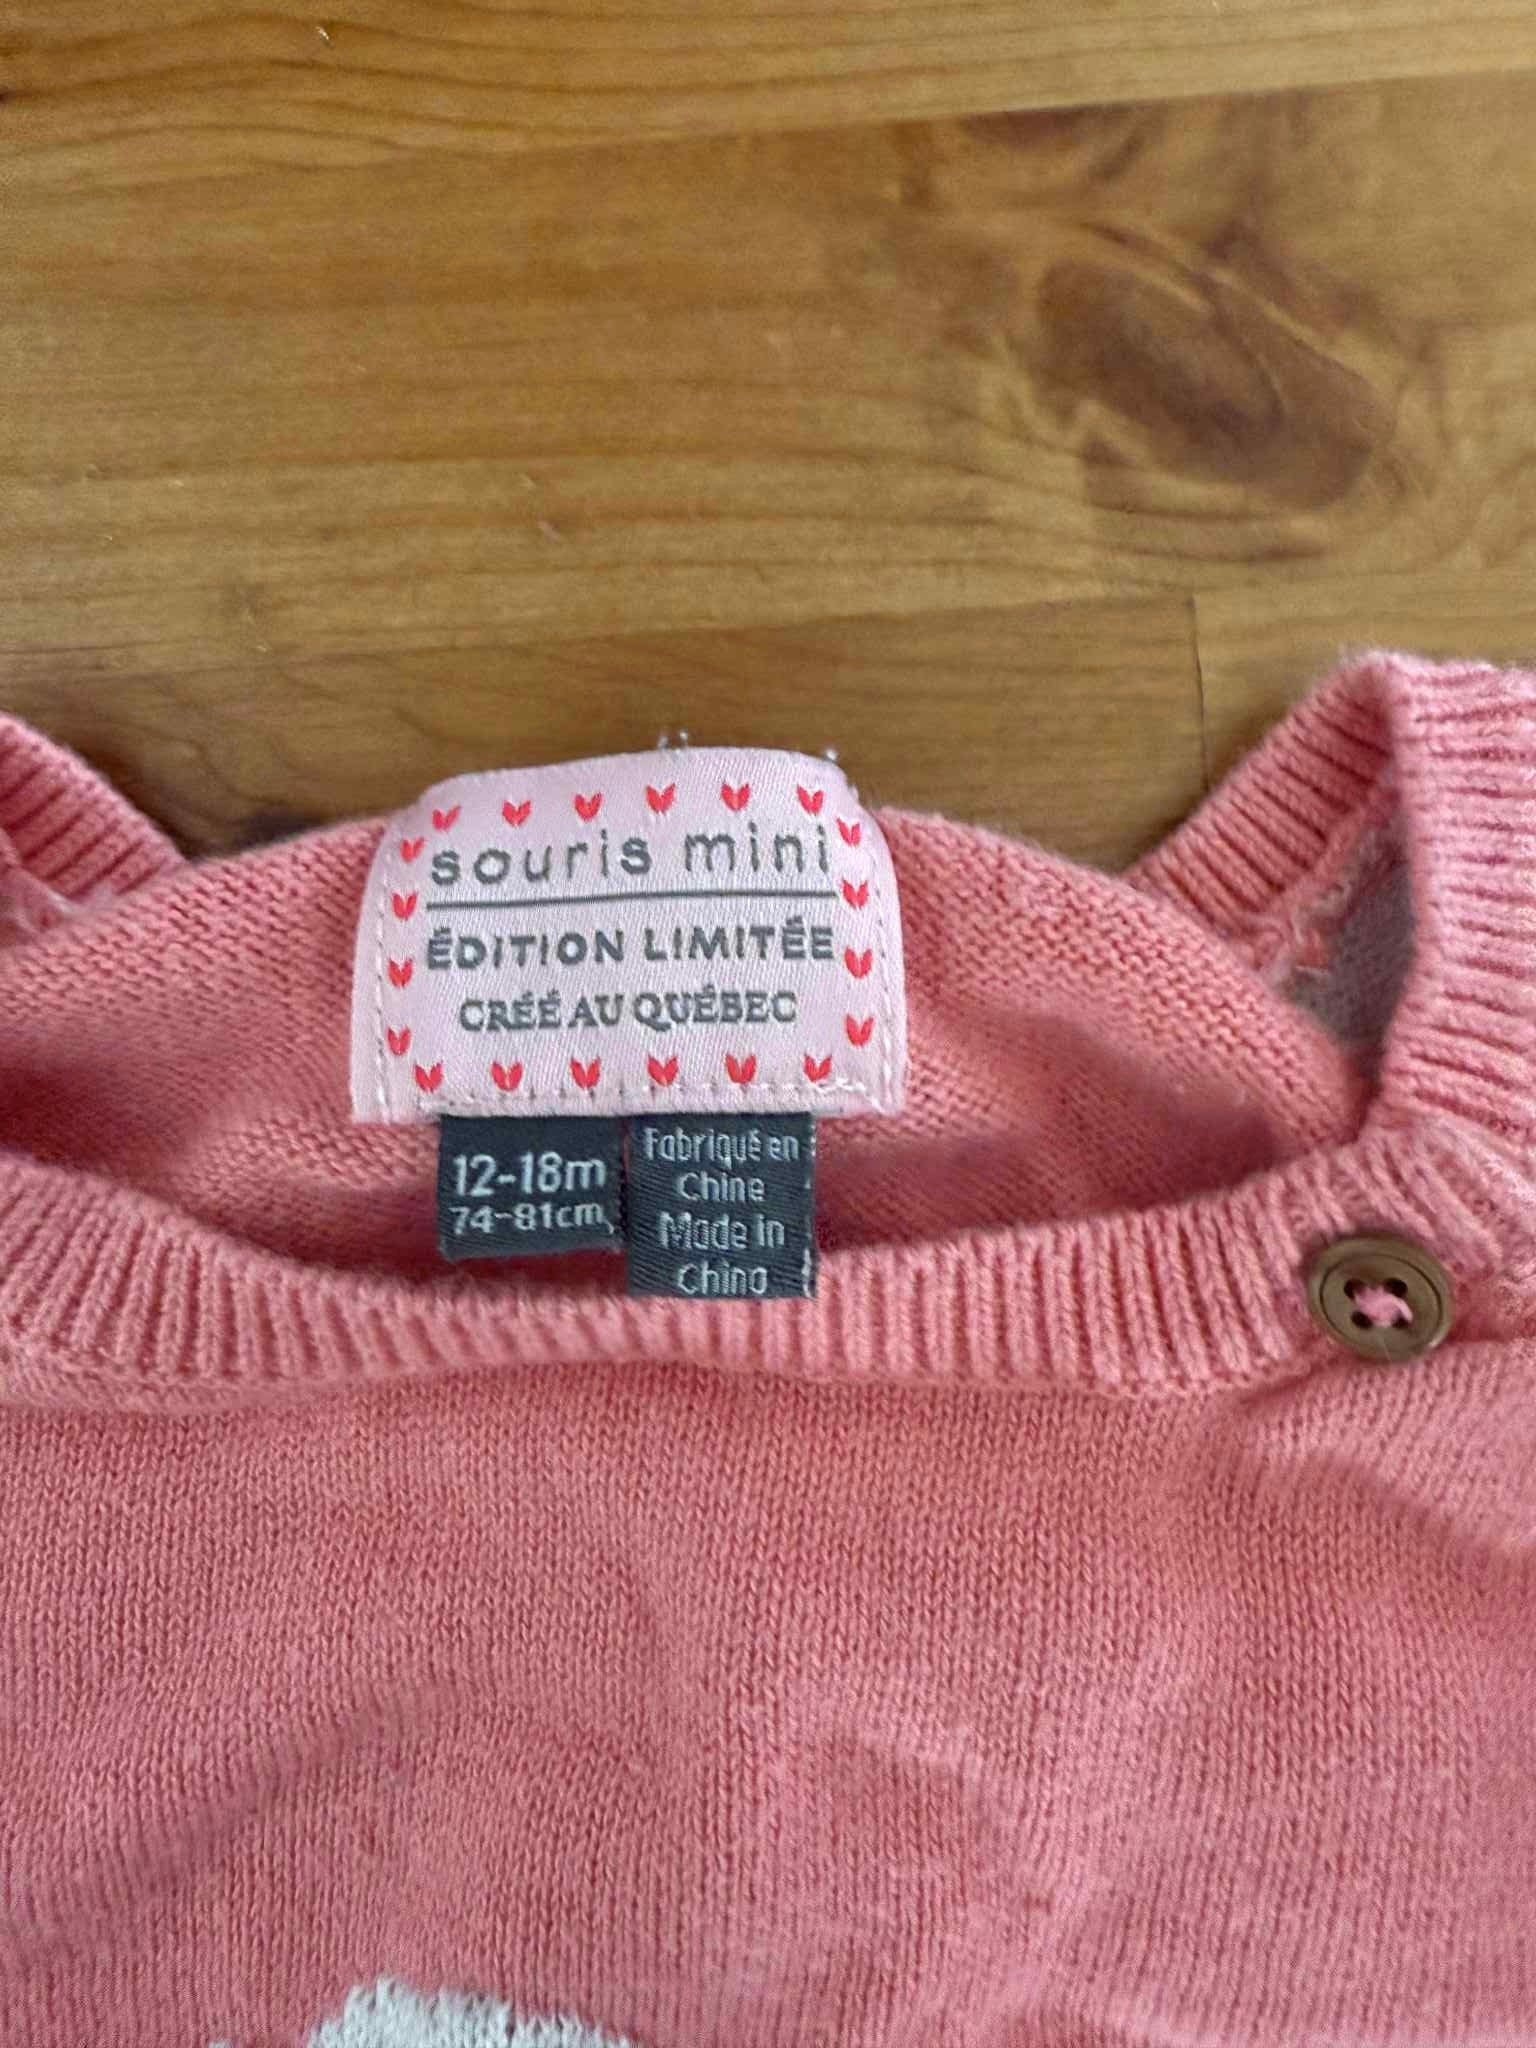 souris mini
ÉDITION LIMITÉE
CRÉÉ AU QUÉBEC
12-18m
74-81cm
Fabriqué en
Chine
Made in
China